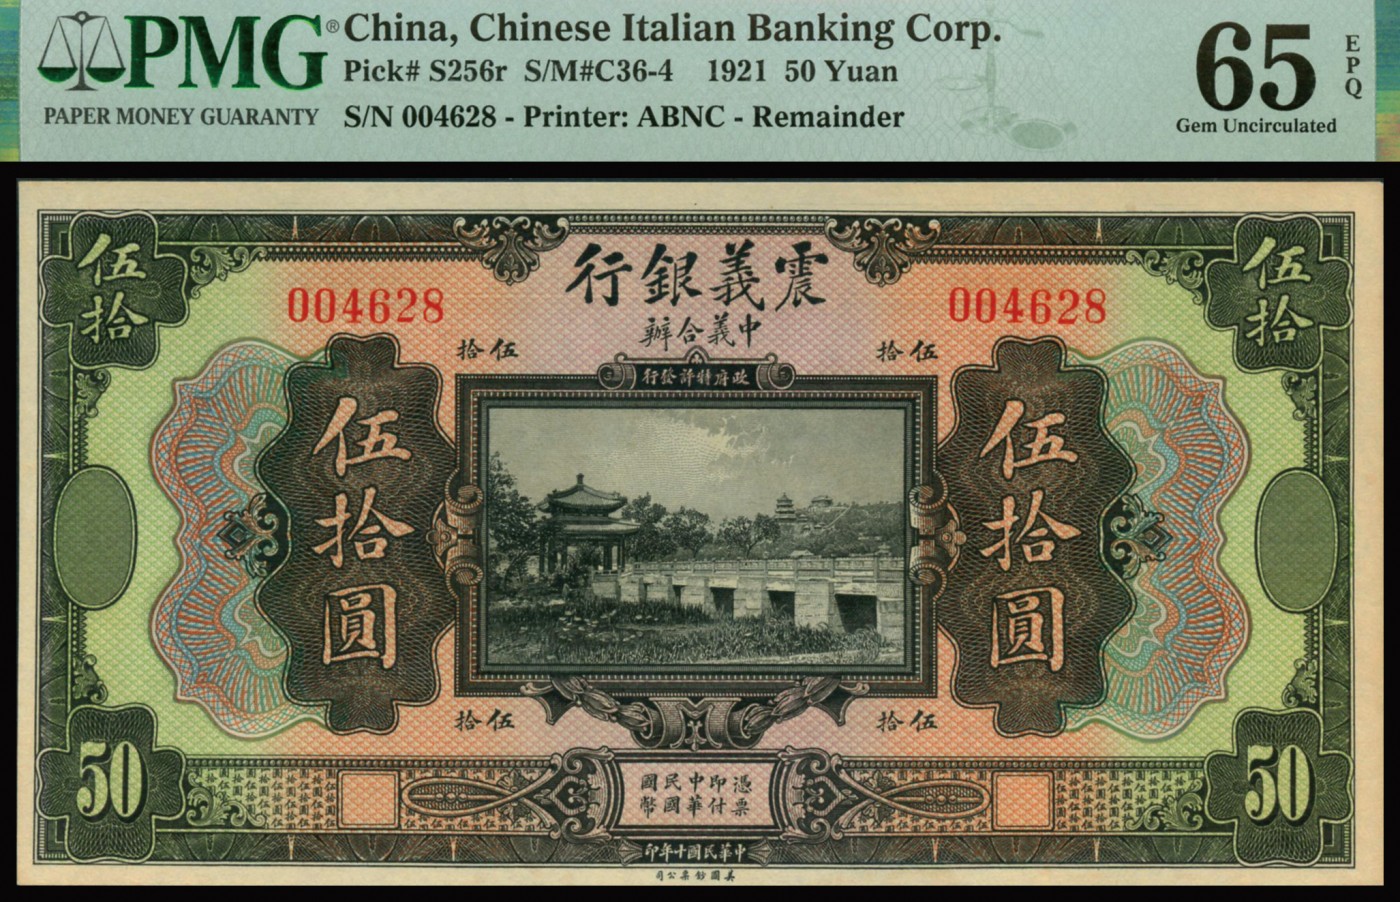 PMG® China, Chinese Italian Banking Corp.
Pick# S256r S/M#C36-4 1921 50 Yuan
PAPER MONEY GUARANTY
S/N 004628 - Printer: ABNC - Remainder
65 EPQ
Gem Uncirculated
伍拾
行銀義震
伍拾
004628
004628
辦合義中
拾伍
拾伍
行發許特府政
伍拾圓
伍拾圓
拾伍
拾伍
50
憑票
印付
中華
民國
國幣
50
印年十國民華中
司公票鈔國美